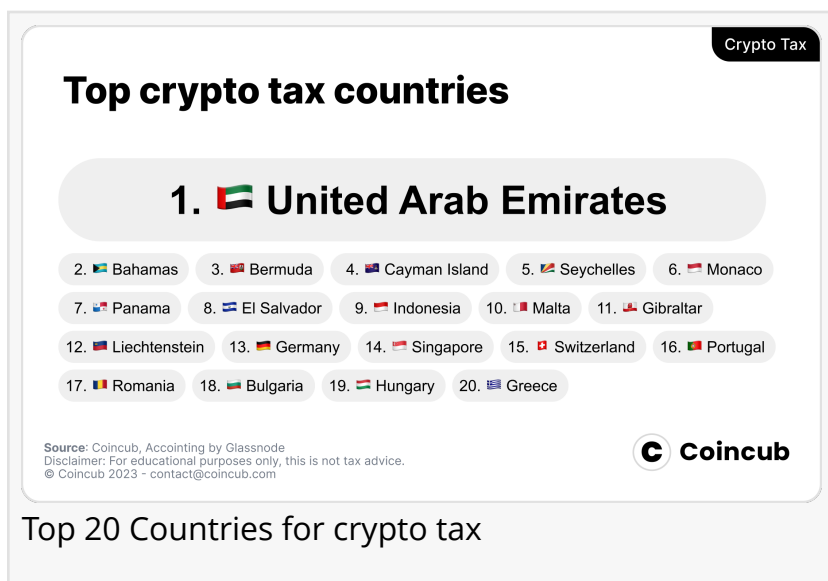 Crypto Tax
Top crypto tax countries
1. United Arab Emirates
2. Bahamas 3. Bermuda 4. Cayman Island 5. Seychelles 6. Monaco
7. Panama 8. El Salvador 9. Indonesia 10. Malta 11. Gibraltar
12. Liechtenstein 13. Germany 14. Singapore 15. Switzerland 16. Portugal
17. Romania 18. Bulgaria 19. Hungary 20. Greece
Source: Coincub, Accointing by Glassnode
Disclaimer: For educational purposes only, this is not tax advice.
© Coincub 2023 - contact@coincub.com
C Coincub
Top 20 Countries for crypto tax